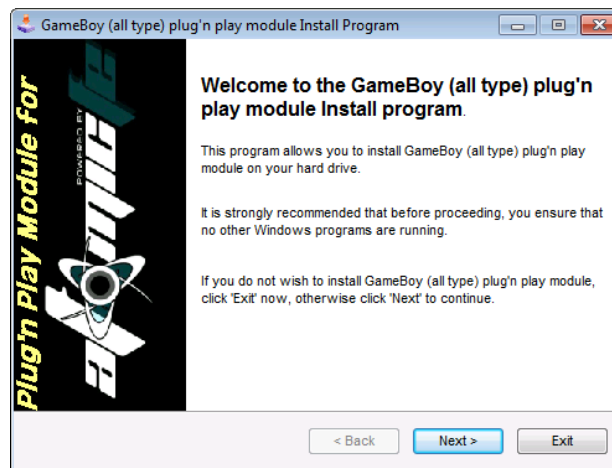 GameBoy (all type) plug'n play module Install Program
Plug'n Play Module for
POWERED BY
atomicfe
Welcome to the GameBoy (all type) plug'n
play module Install program.
This program allows you to install GameBoy (all type) plug'n play
module on your hard drive.
It is strongly recommended that before proceeding, you ensure that
no other Windows programs are running.
If you do not wish to install GameBoy (all type) plug'n play module,
click 'Exit' now, otherwise click 'Next' to continue.
< Back
Next >
Exit